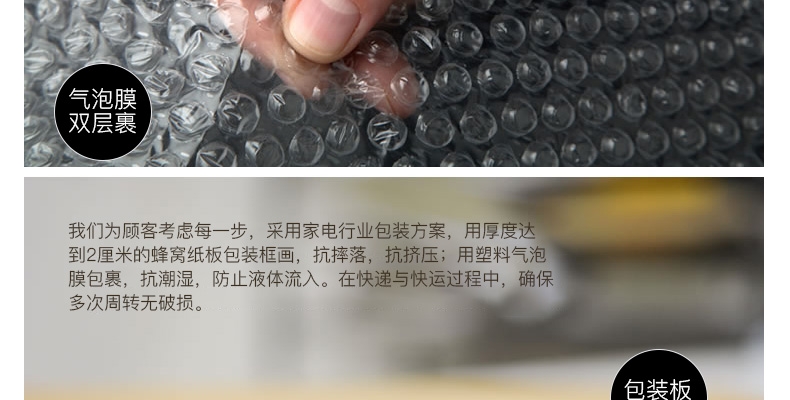 气泡膜
双层裹
我们为顾客考虑每一步，采用家电行业包装方案，用厚度达
到2厘米的蜂窝纸板包装框画，抗摔落，抗挤压；用塑料气泡
膜包裹，抗潮湿，防止液体流入。在快递与快运过程中，确保
多次周转无破损。
包装板